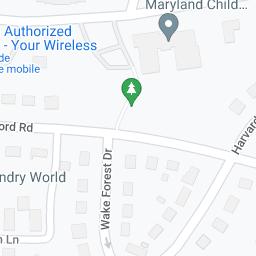 Maryland Child...
Authorized
- Your Wireless
de
e mobile
ord Rd
Harvard
Wake Forest Dr
ndry World
n Ln